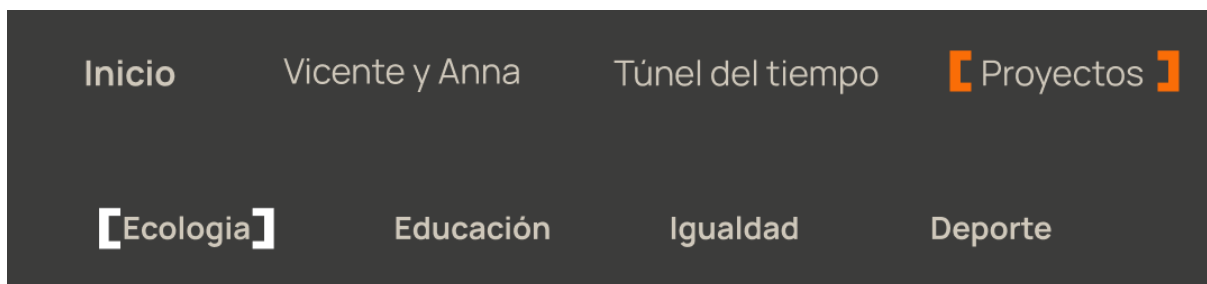 Inicio Vicente y Anna Túnel del tiempo [ Proyectos ]
[Ecologia] Educación Igualdad Deporte